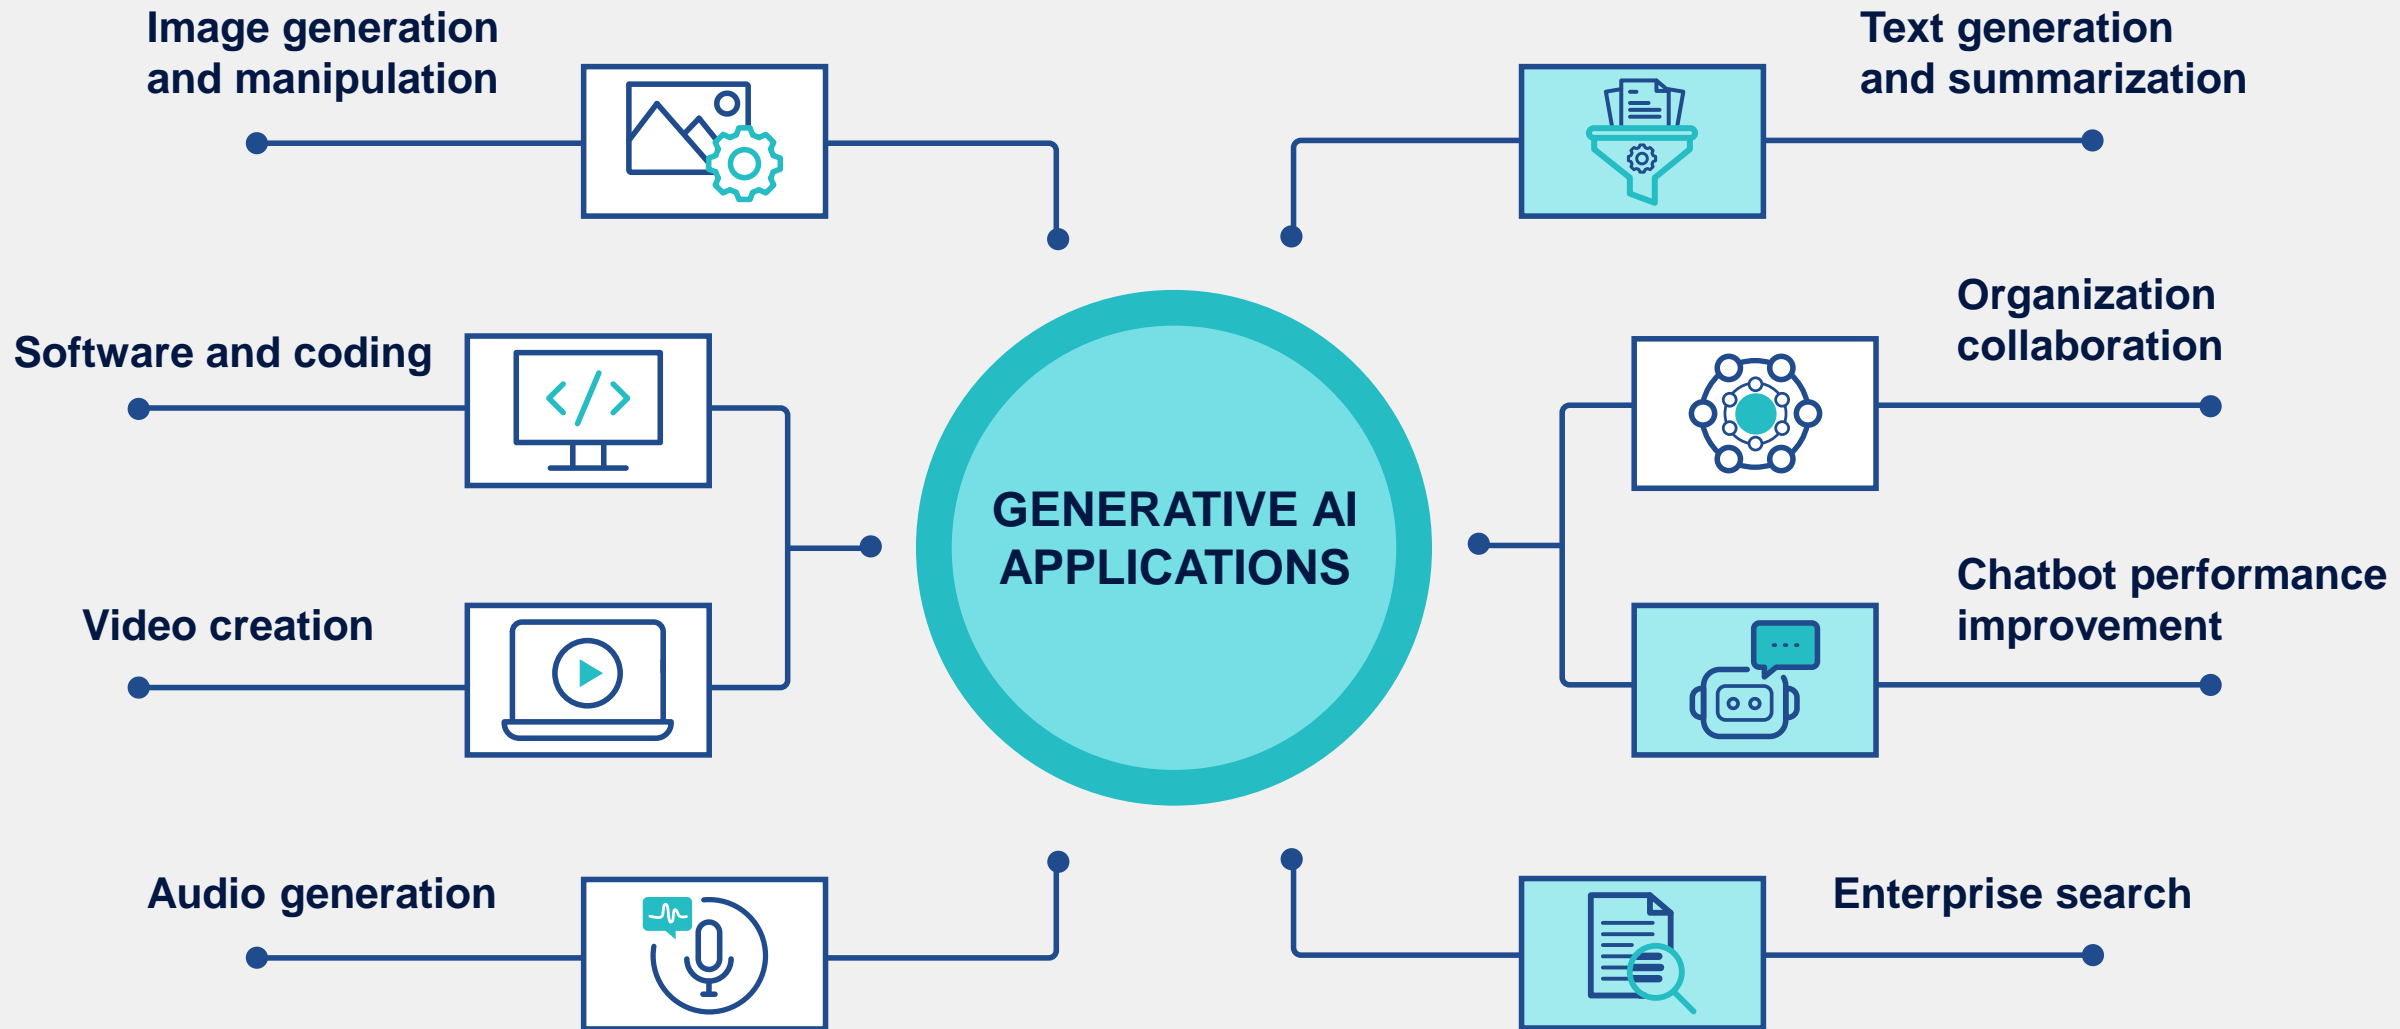 Image generation
and manipulation
Software and coding
Video creation
Audio generation
GENERATIVE AI
APPLICATIONS
Text generation
and summarization
Organization
collaboration
Chatbot performance
improvement
Enterprise search